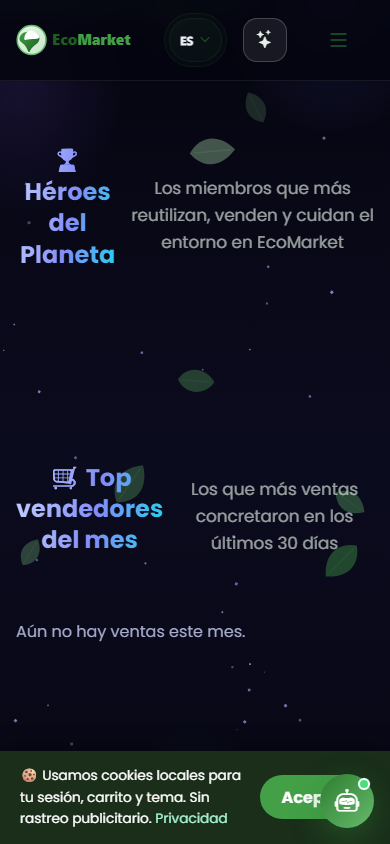 EcoMarket
ES
Héroes
del
Planeta
Los miembros que más
reutilizan, venden y cuidan el
entorno en EcoMarket
Top
vendedores
del mes
Los que más ventas
concretaron en los
últimos 30 días
Aún no hay ventas este mes.
Usamos cookies locales para
tu sesión, carrito y tema. Sin
rastreo publicitario. Privacidad